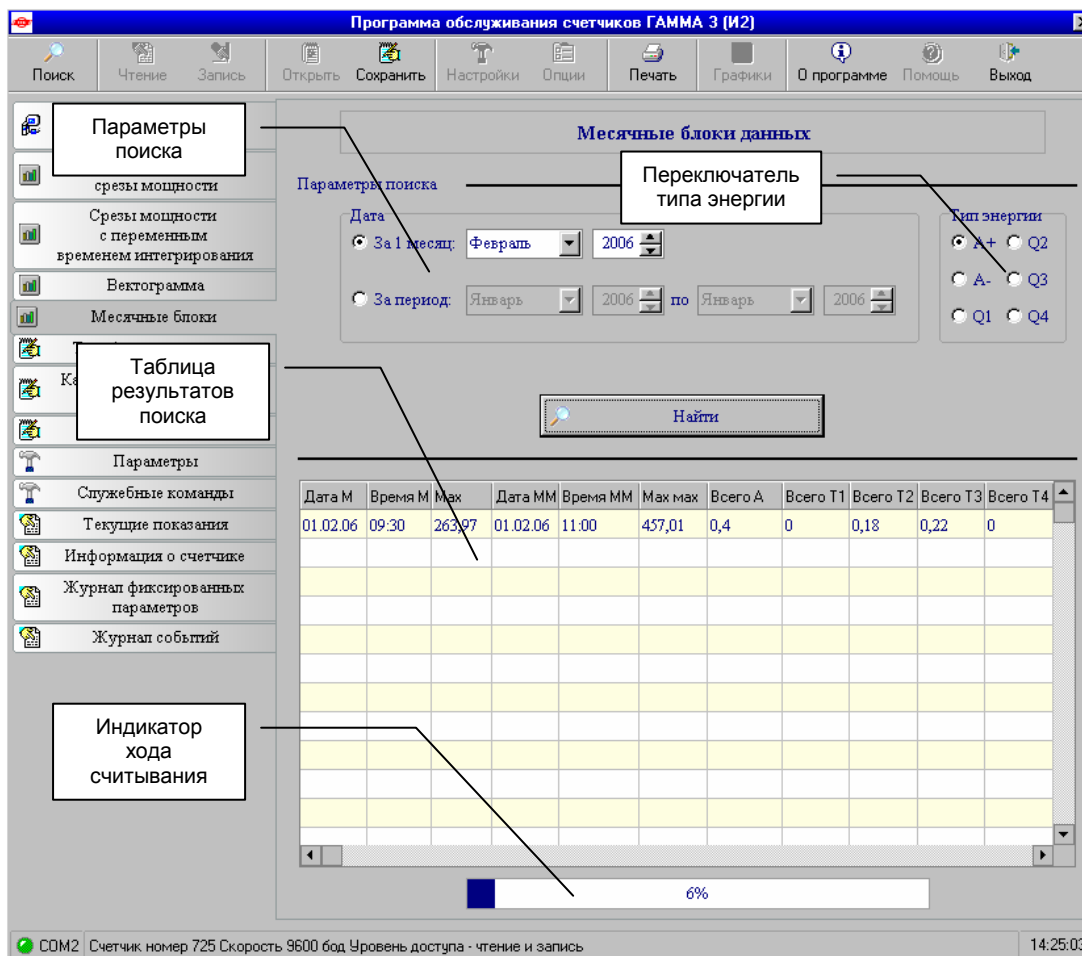 Программа обслуживания счетчиков ГАММА 3 (И2)
Поиск Чтение Запись Открыть Сохранить Настройки Опции Печать Графики О программе Помощь Выход
Параметры
поиска
срезы мощности
Срезы мощности
с переменным
временем интегрирования
Вектограмма
Месячные блоки
Таблица
результатов
поиска
Параметры
Служебные команды
Текущие показания
Информация о счетчике
Журнал фиксированных
параметров
Журнал событий
Индикатор
хода
считывания
Месячные блоки данных
Переключатель
типа энергии
Параметры поиска
Дата
За 1 месяц: Февраль 2006
За период: Январь 2006 по Январь 2006
Тип энергии
A+ Q2
A- Q3
Q1 Q4
Найти
Дата М Время М Max Дата ММ Время ММ Max мах Всего А Всего Т1 Всего Т2 Всего Т3 Всего Т4
01.02.06 09:30 263,97 01.02.06 11:00 457,01 0,4 0 0,18 0,22 0
6%
COM2 Счетчик номер 725 Скорость 9600 бод Уровень доступа - чтение и запись 14:25:03